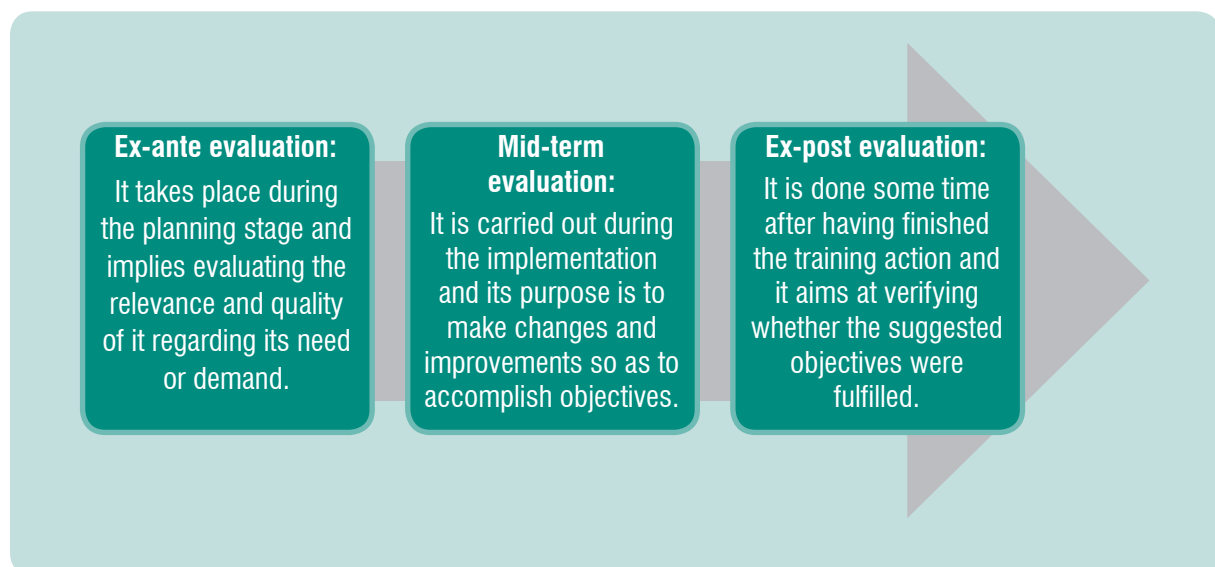 Ex-ante evaluation:
It takes place during
the planning stage and
implies evaluating the
relevance and quality
of it regarding its need
or demand.
Mid-term
evaluation:
It is carried out during
the implementation
and its purpose is to
make changes and
improvements so as to
accomplish objectives.
Ex-post evaluation:
It is done some time
after having finished
the training action and
it aims at verifying
whether the suggested
objectives were
fulfilled.